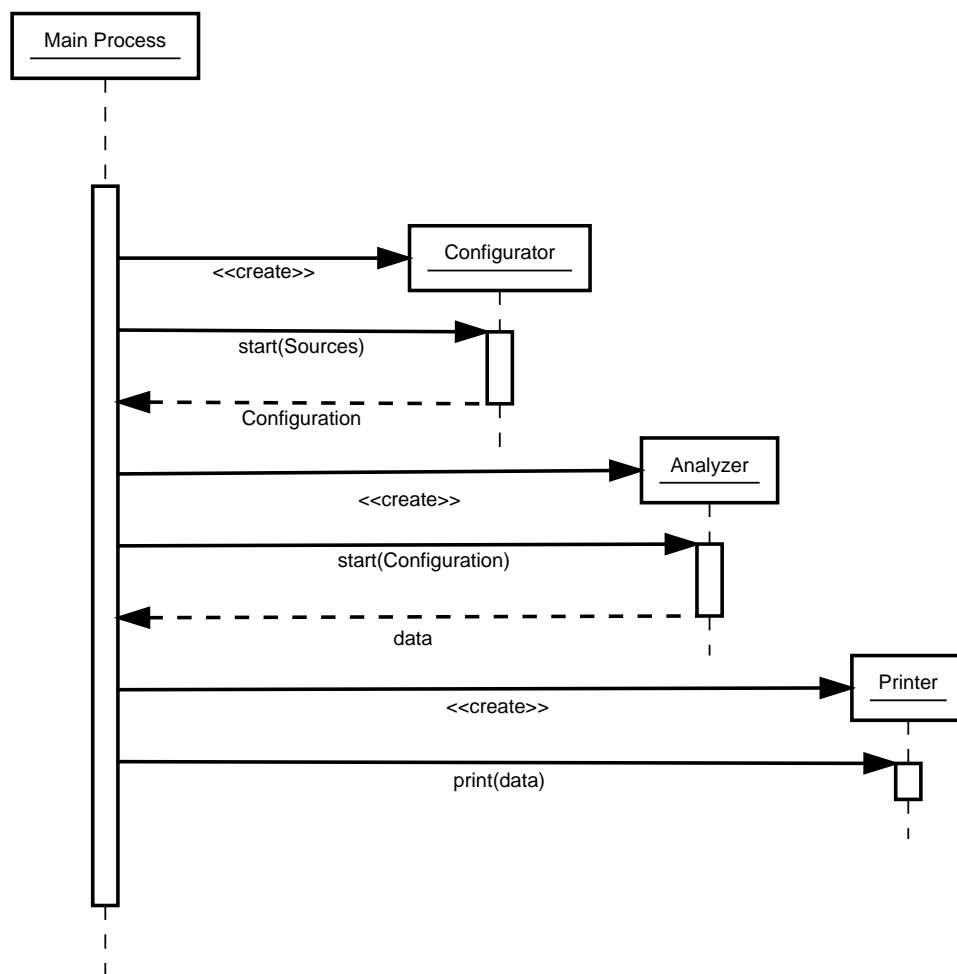 Main Process
Configurator
<<create>>
start(Sources)
Configuration
Analyzer
<<create>>
start(Configuration)
data
Printer
<<create>>
print(data)